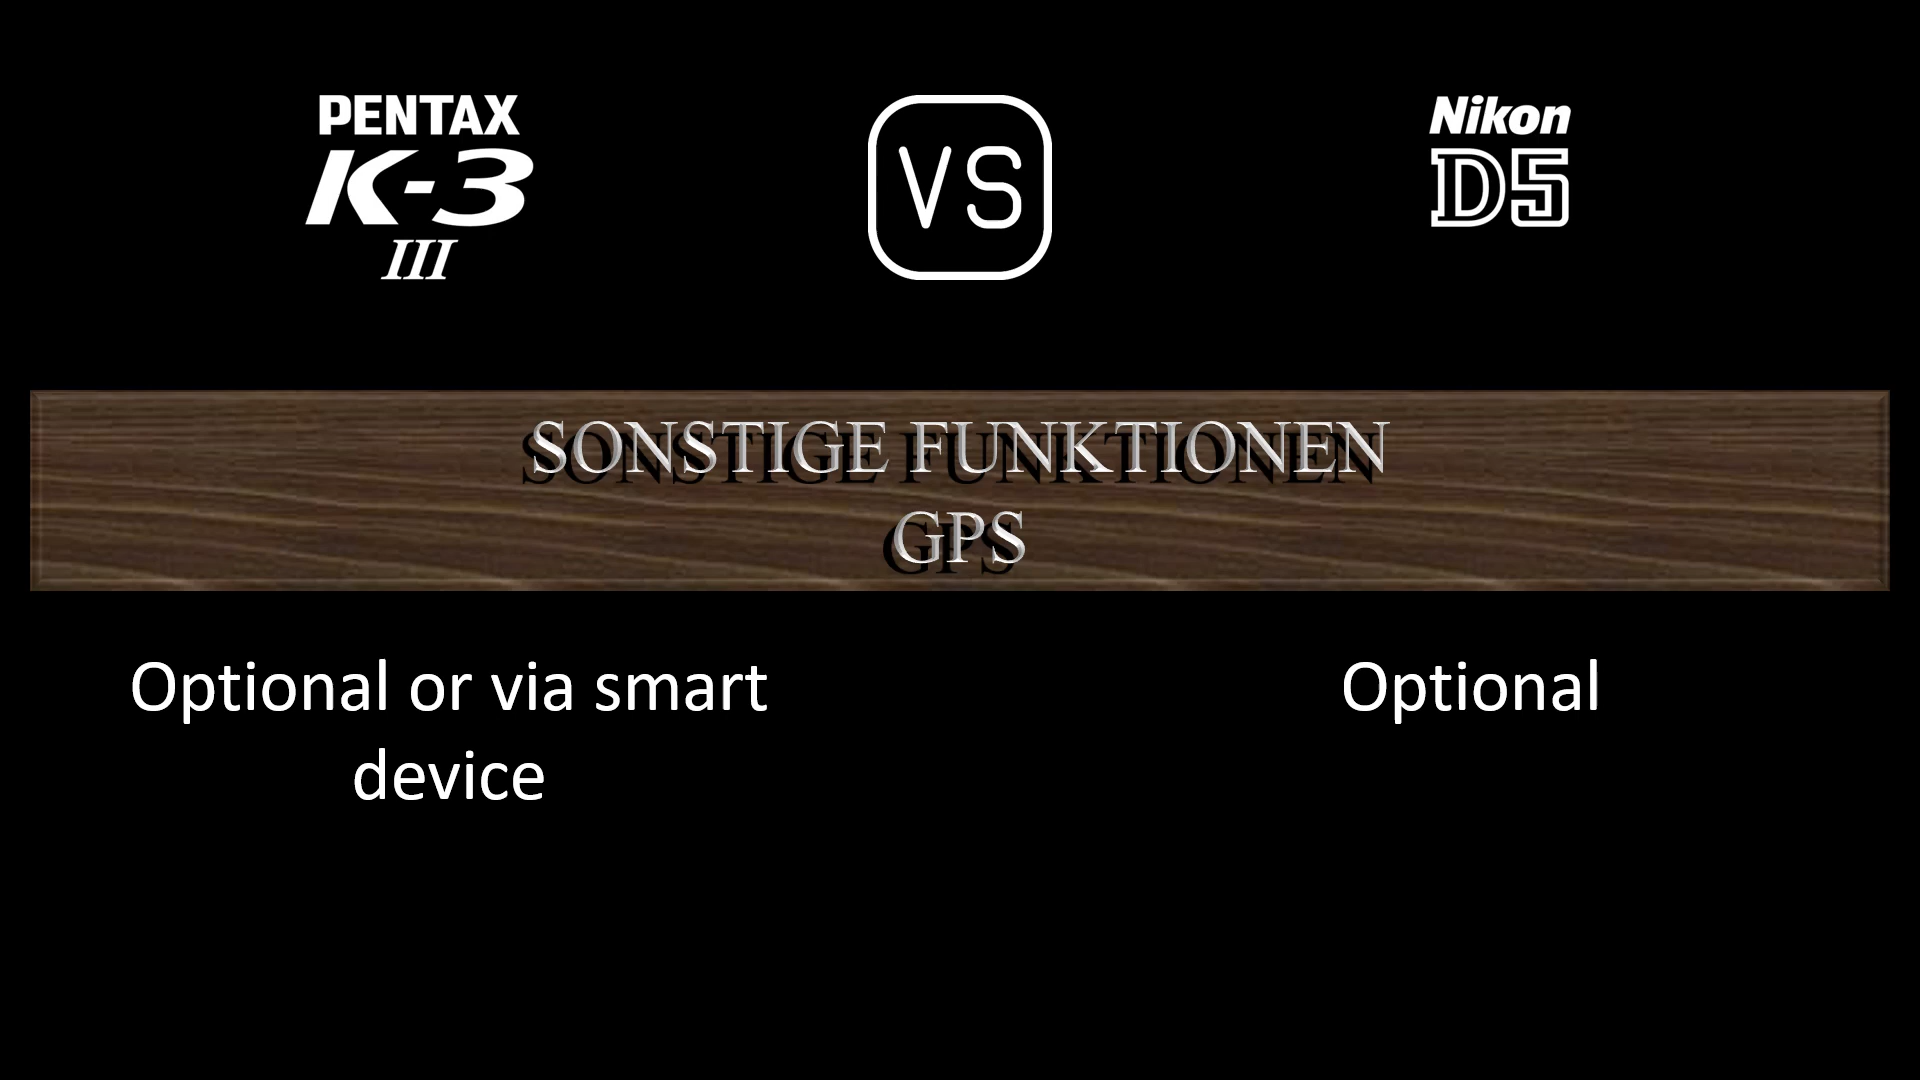 PENTAX
K-3
III
VS
Nikon
D5
SONSTIGE FUNKTIONEN
GPS
Optional or via smart
device
Optional